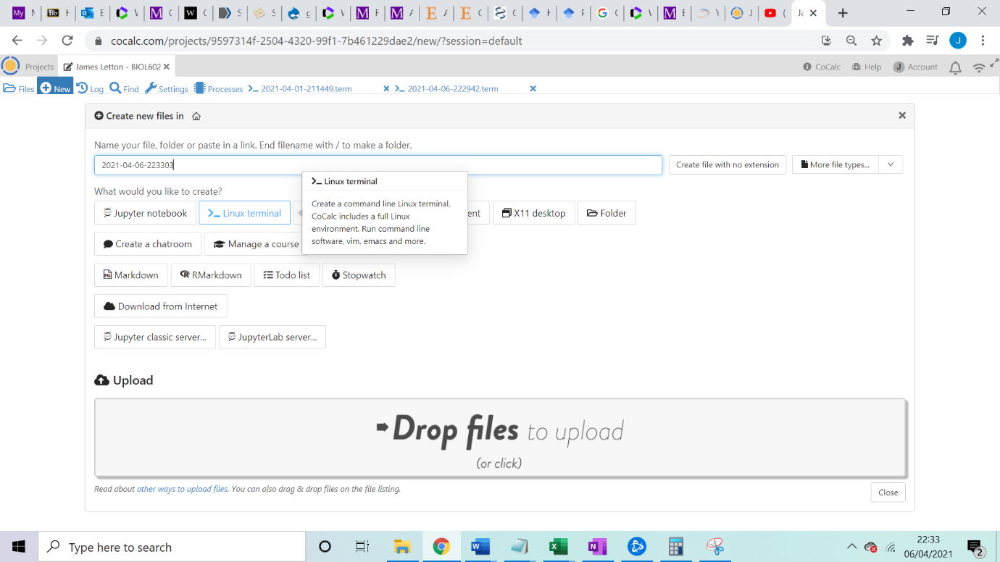 My
Bb
cocalc.com/projects/9597314f-2504-4320-99f1-7b461229dae2/new/?session=default
J
Projects
James Letton - BIOL602
CoCalc
Help
J
Account
Files
New
Log
Find
Settings
Processes
2021-04-01-211449.term
2021-04-06-222942.term
Create new files in
Name your file, folder or paste in a link. End filename with / to make a folder.
2021-04-06-223303
Create file with no extension
More file types...
What would you like to create?
Linux terminal
Create a command line Linux terminal.
CoCalc includes a full Linux
environment. Run command line
software, vim, emacs and more.
Jupyter notebook
Linux terminal
X11 desktop
Folder
Create a chatroom
Manage a course
Markdown
RMarkdown
Todo list
Stopwatch
Download from Internet
Jupyter classic server...
JupyterLab server...
Upload
Drop files to upload
(or click)
Read about other ways to upload files. You can also drag & drop files on the file listing.
Close
Type here to search
22:33
06/04/2021
2